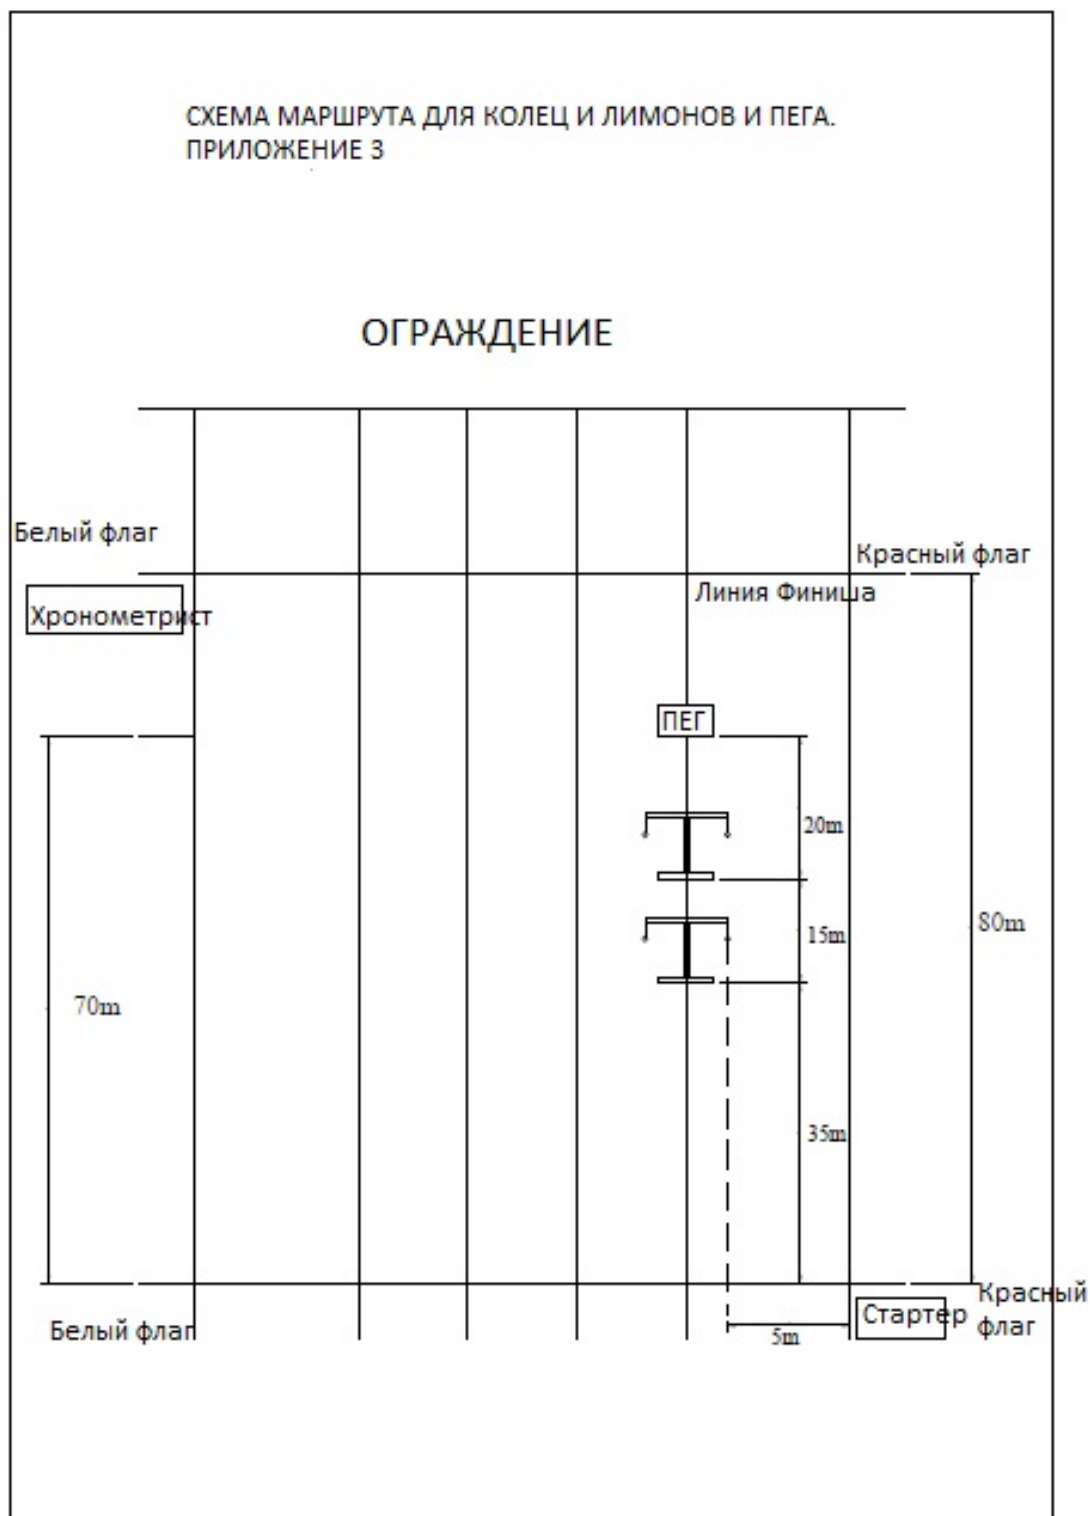 СХЕМА МАРШРУТА ДЛЯ КОЛЕЦ И ЛИМОНОВ И ПЕГА.
ПРИЛОЖЕНИЕ 3
ОГРАЖДЕНИЕ
Белый флаг
Красный флаг
Линия Финиша
Хронометрист
ПЕГ
20m
15m
80m
70m
35m
Красный
флаг
Стартер
Белый флаг
5m